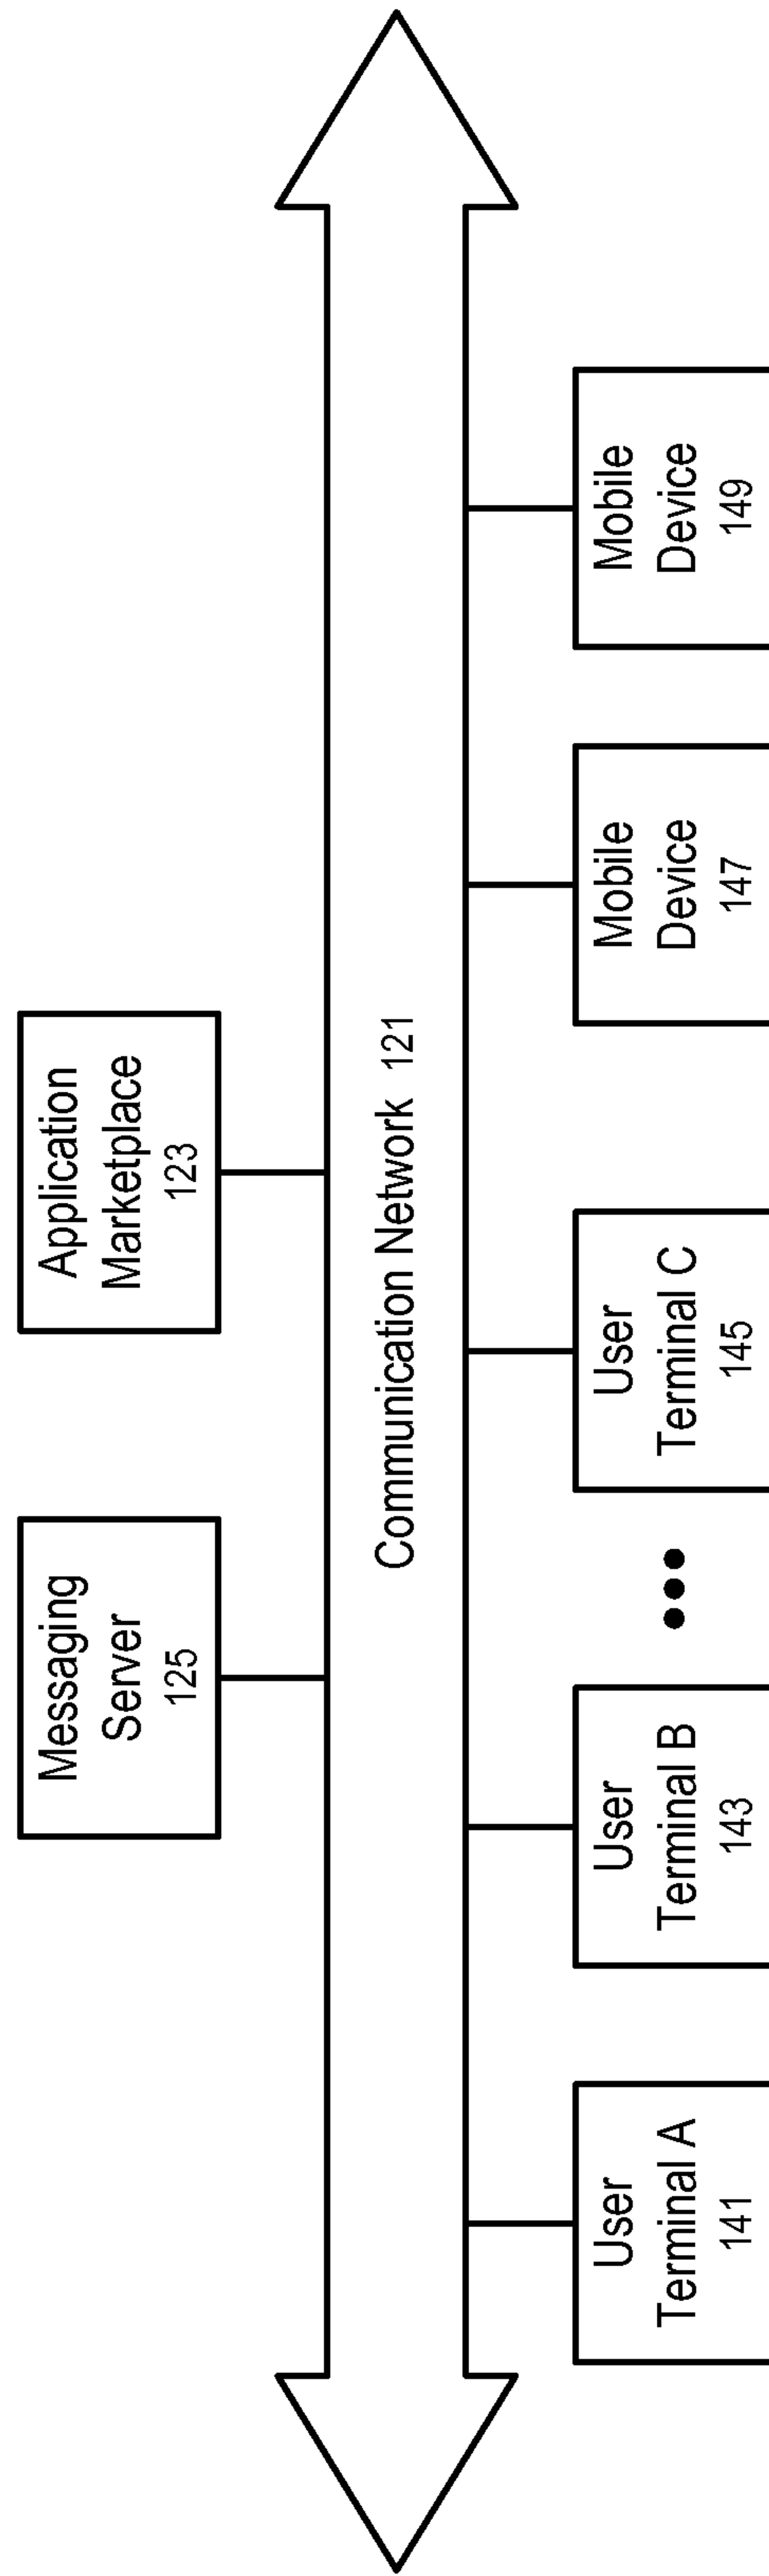 Messaging
Server
125
Application
Marketplace
123
Communication Network 121
User
Terminal A
141
User
Terminal B
143
User
Terminal C
145
Mobile
Device
147
Mobile
Device
149